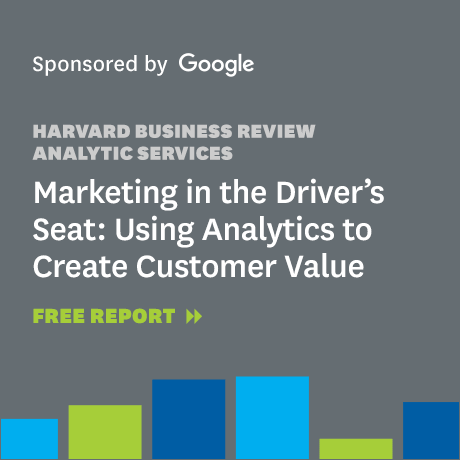 Sponsored by Google
HARVARD BUSINESS REVIEW
ANALYTIC SERVICES
Marketing in the Driver’s
Seat: Using Analytics to
Create Customer Value
FREE REPORT